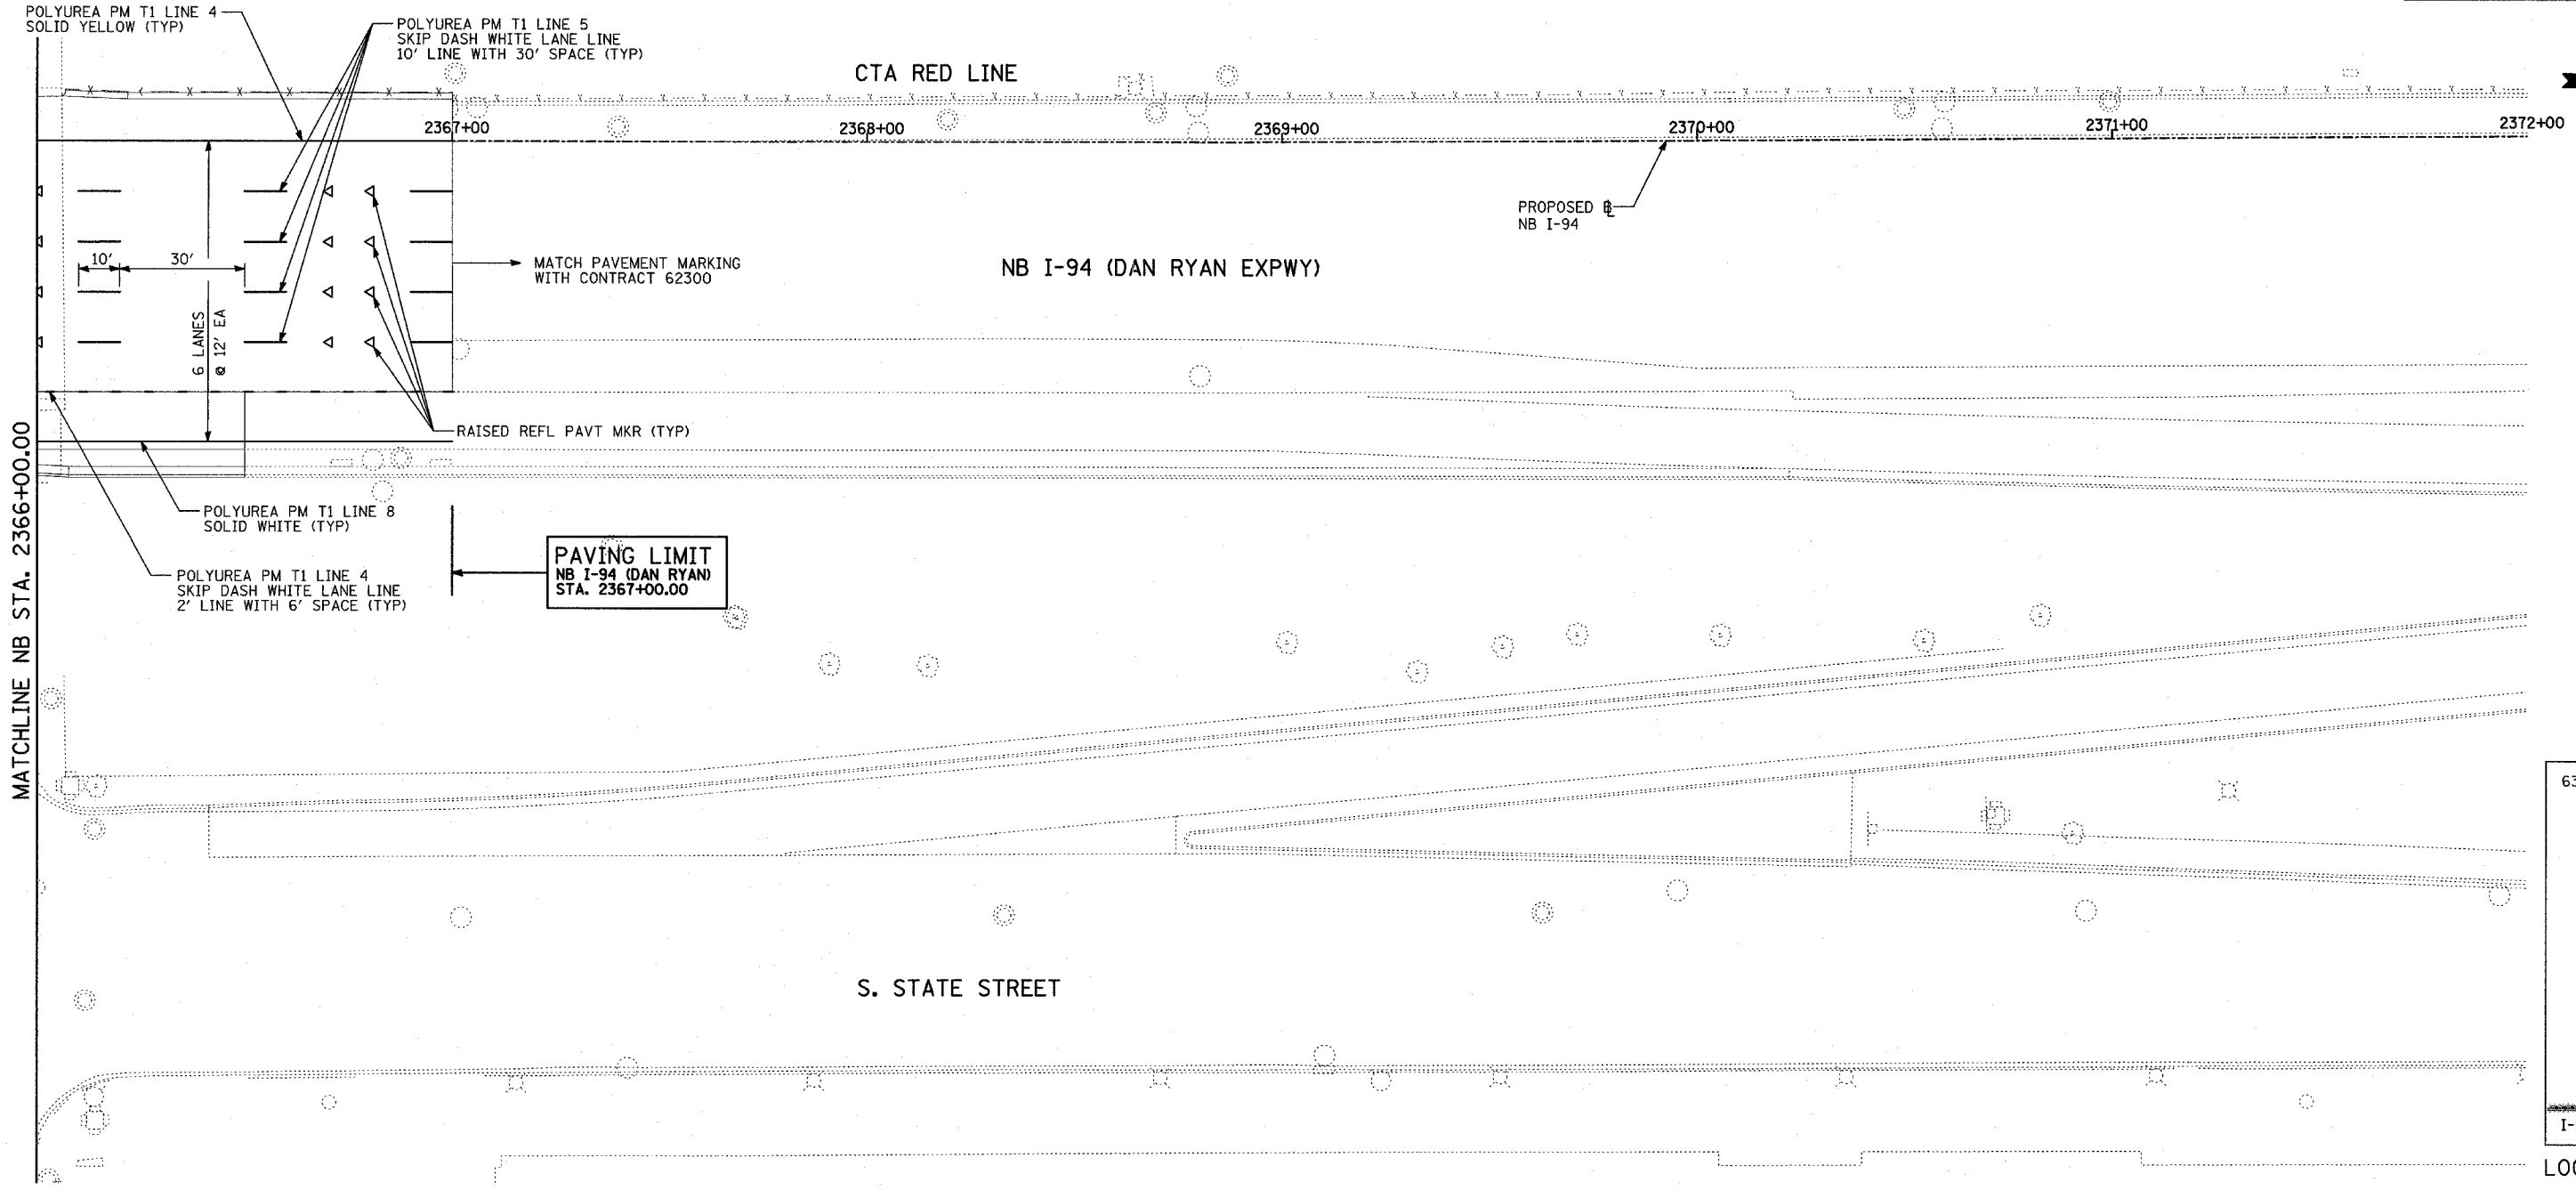 POLYUREA PM T1 LINE 4
SOLID YELLOW (TYP)
POLYUREA PM T1 LINE 5
SKIP DASH WHITE LANE LINE
10' LINE WITH 30' SPACE (TYP)
CTA RED LINE
2367+00
2368+00
2369+00
2370+00
2371+00
2372+00
PROPOSED ℄
NB I-94
10'
30'
MATCH PAVEMENT MARKING
WITH CONTRACT 62300
NB I-94 (DAN RYAN EXPWY)
6 LANES
@ 12' EA
RAISED REFL PAVT MKR (TYP)
MATCHLINE NB STA. 2366+00.00
POLYUREA PM T1 LINE 8
SOLID WHITE (TYP)
PAVING LIMIT
NB I-94 (DAN RYAN)
STA. 2367+00.00
POLYUREA PM T1 LINE 4
SKIP DASH WHITE LANE LINE
2' LINE WITH 6' SPACE (TYP)
S. STATE STREET